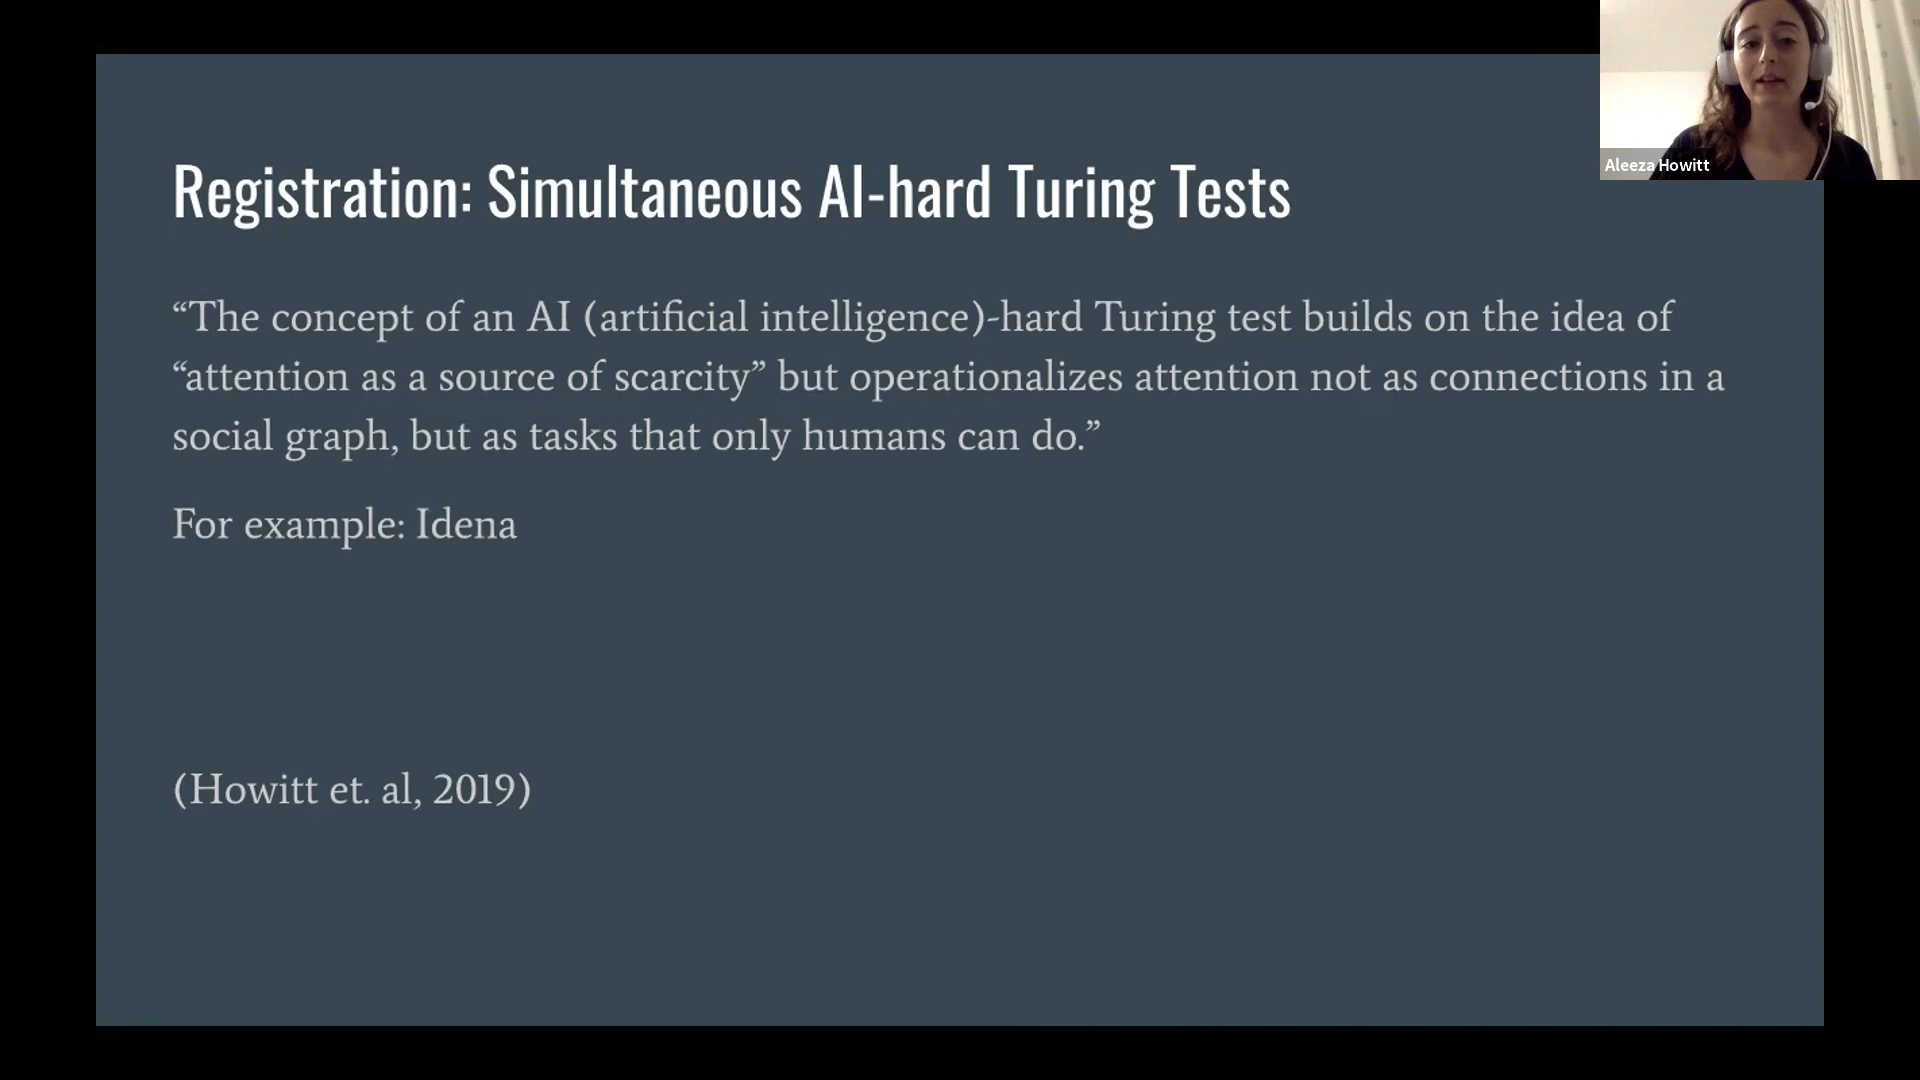 Registration: Simultaneous AI-hard Turing Tests
Aleeza Howitt
“The concept of an AI (artificial intelligence)-hard Turing test builds on the idea of
“attention as a source of scarcity” but operationalizes attention not as connections in a
social graph, but as tasks that only humans can do.”
For example: Idena
(Howitt et. al, 2019)